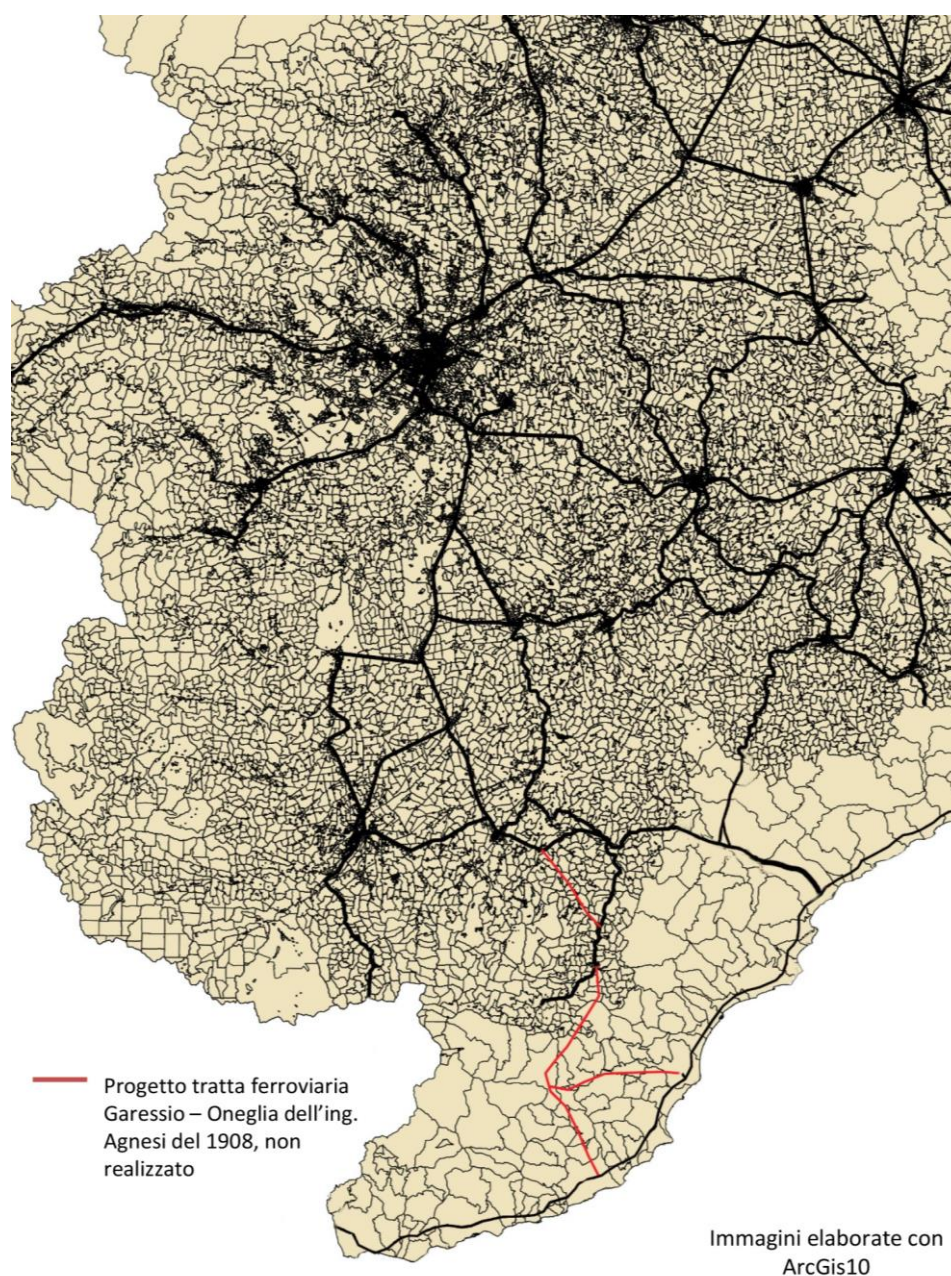 Progetto tratta ferroviaria
Garessio – Oneglia dell'ing.
Agnesi del 1908, non
realizzato
Immagini elaborate con
ArcGis10